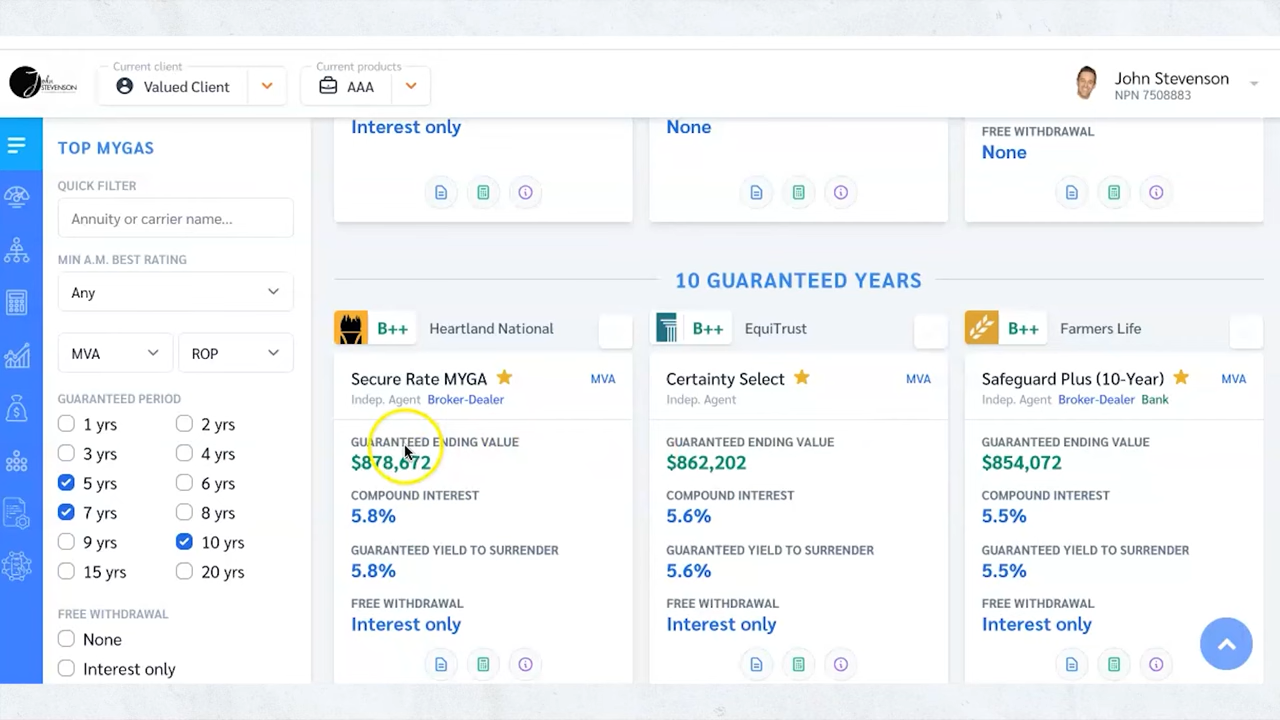 John
STEVENSON
Current client
Valued Client
Current products
AAA
John Stevenson
NPN 7508883
TOP MYGAS
QUICK FILTER
Annuity or carrier name...
MIN A.M. BEST RATING
Any
MVA
ROP
GUARANTEED PERIOD
1 yrs
2 yrs
3 yrs
4 yrs
5 yrs
6 yrs
7 yrs
8 yrs
9 yrs
10 yrs
15 yrs
20 yrs
FREE WITHDRAWAL
None
Interest only
Interest only
None
FREE WITHDRAWAL
None
10 GUARANTEED YEARS
B++ Heartland National
Secure Rate MYGA MVA
Indep. Agent Broker-Dealer
GUARANTEED ENDING VALUE
$878,672
COMPOUND INTEREST
5.8%
GUARANTEED YIELD TO SURRENDER
5.8%
FREE WITHDRAWAL
Interest only
B++ EquiTrust
Certainty Select MVA
Indep. Agent
GUARANTEED ENDING VALUE
$862,202
COMPOUND INTEREST
5.6%
GUARANTEED YIELD TO SURRENDER
5.6%
FREE WITHDRAWAL
Interest only
B++ Farmers Life
Safeguard Plus (10-Year) MVA
Indep. Agent Broker-Dealer Bank
GUARANTEED ENDING VALUE
$854,072
COMPOUND INTEREST
5.5%
GUARANTEED YIELD TO SURRENDER
5.5%
FREE WITHDRAWAL
Interest only